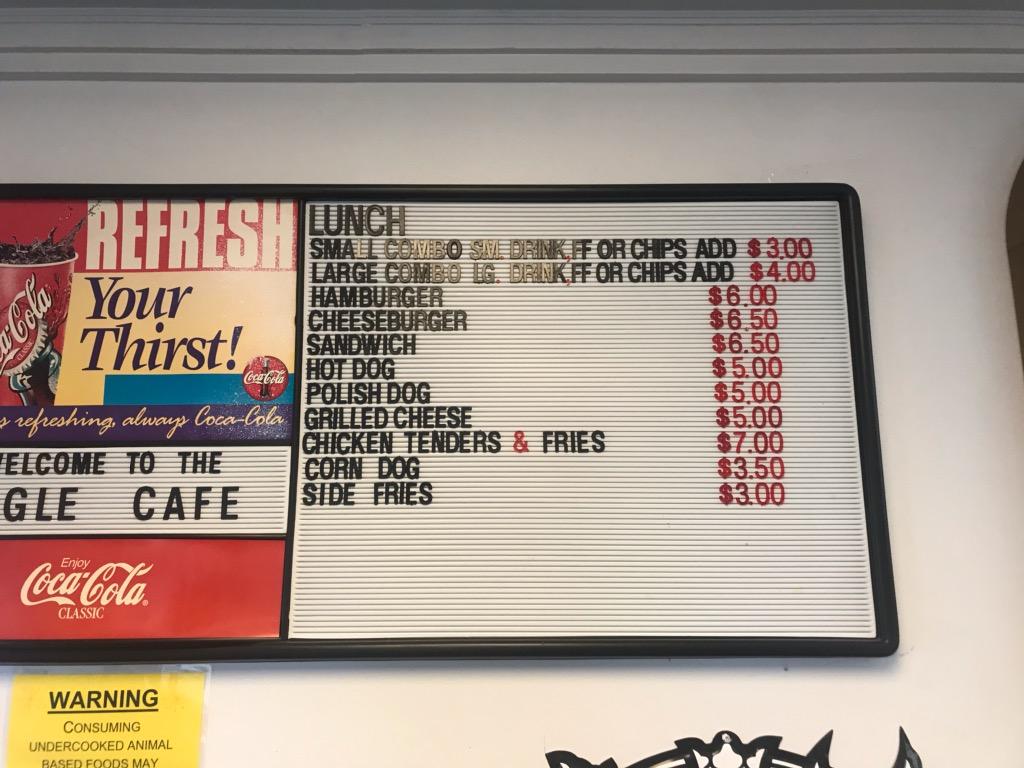 REFRESH
Your
Thirst!
Coca-Cola
Coca-Cola
CLASSIC
refreshing, always Coca-Cola
WELCOME TO THE
GLE CAFE
Enjoy
Coca-Cola
CLASSIC
LUNCH
SMALL COMBO SM. DRINK,FF OR CHIPS ADD $3.00
LARGE COMBO LG. DRINK,FF OR CHIPS ADD $4.00
HAMBURGER $6.00
CHEESEBURGER $6.50
SANDWICH $6.50
HOT DOG $5.00
POLISH DOG $5.00
GRILLED CHEESE $5.00
CHICKEN TENDERS & FRIES $7.00
CORN DOG $3.50
SIDE FRIES $3.00
WARNING
CONSUMING
UNDERCOOKED ANIMAL
BASED FOODS MAY